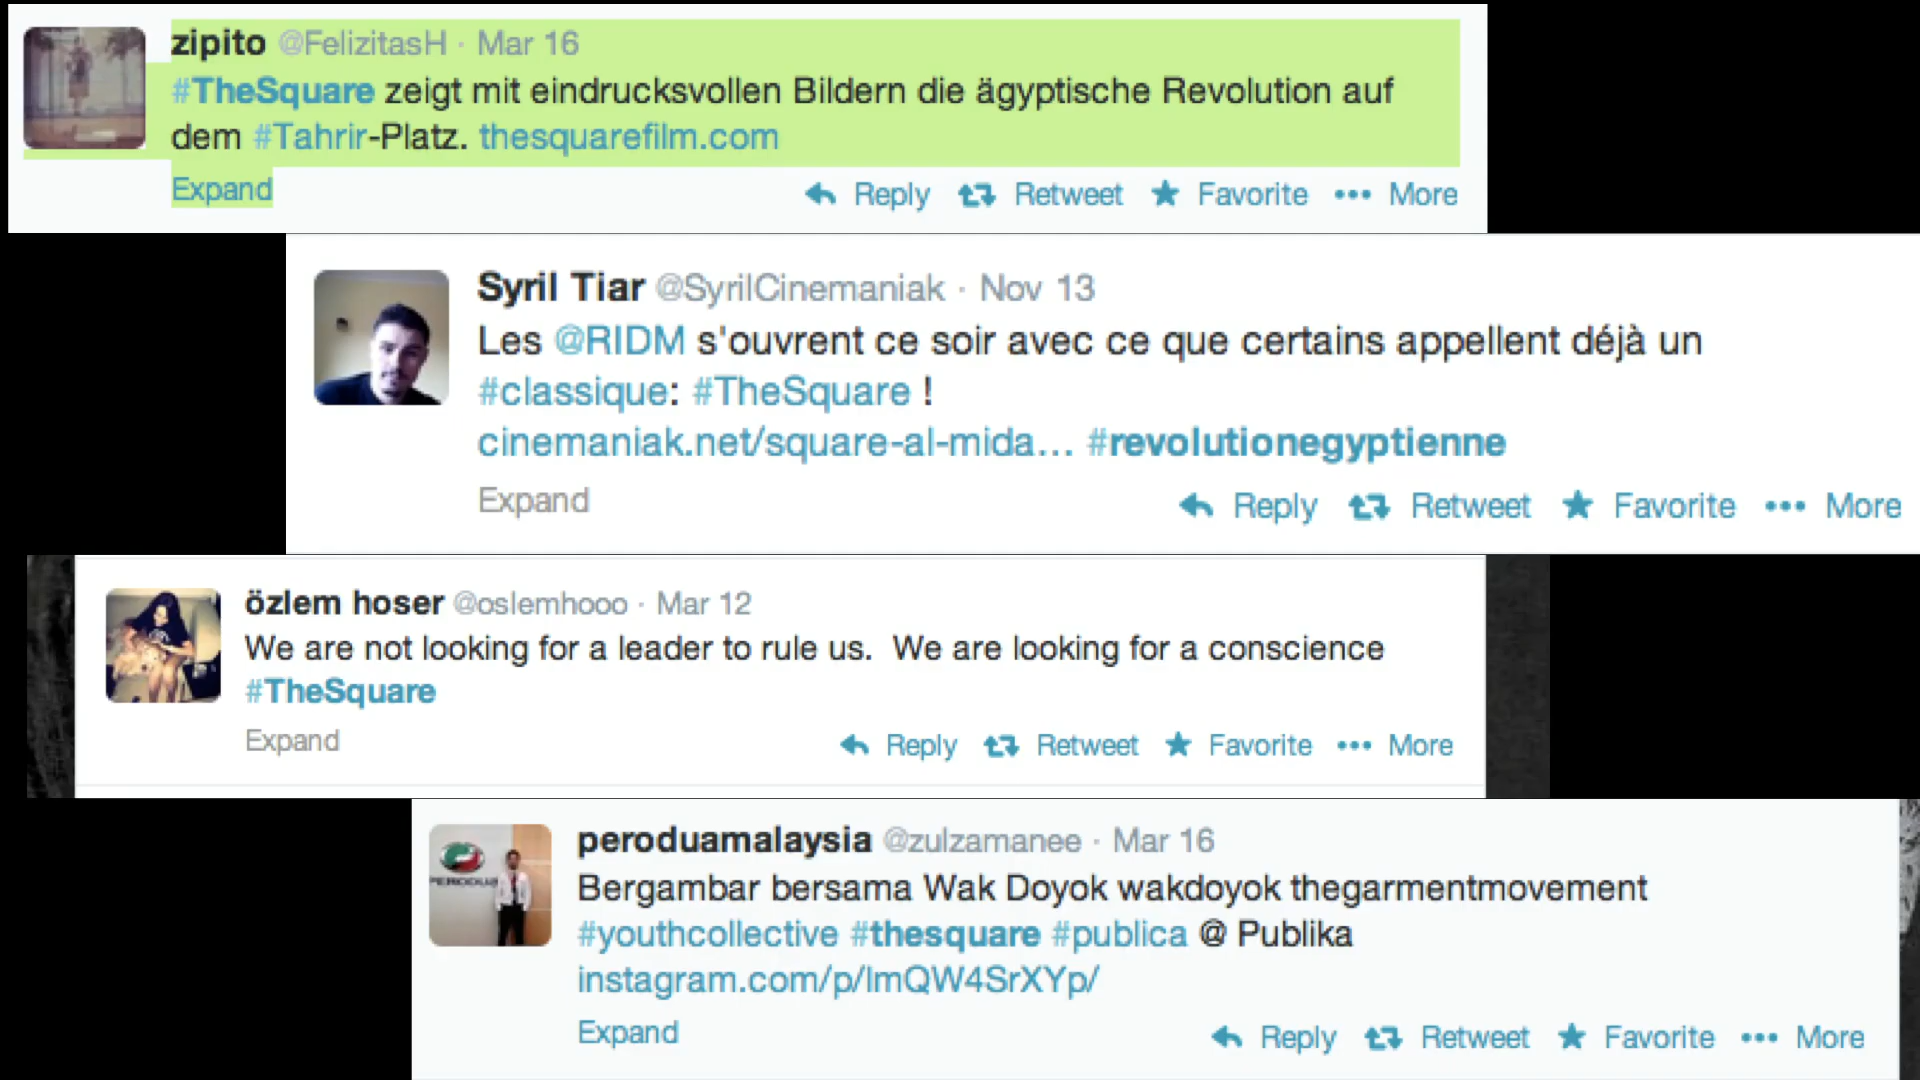 zipito @FelizitasH · Mar 16
#TheSquare zeigt mit eindrucksvollen Bildern die ägyptische Revolution auf
dem #Tahrir-Platz. thesquarefilm.com
Expand Reply Retweet Favorite More
Syril Tiar @SyrilCinemaniak · Nov 13
Les @RIDM s'ouvrent ce soir avec ce que certains appellent déjà un
#classique: #TheSquare !
cinemaniak.net/square-al-mida… #revolutionegyptienne
Expand Reply Retweet Favorite More
özlem hoser @oslemhooo · Mar 12
We are not looking for a leader to rule us. We are looking for a conscience
#TheSquare
Expand Reply Retweet Favorite More
peroduamalaysia @zulzamanee · Mar 16
PERODUA
Bergambar bersama Wak Doyok wakdoyok thegarmentmovement
#youthcollective #thesquare #publica @ Publika
instagram.com/p/lmQW4SrXYp/
Expand Reply Retweet Favorite More